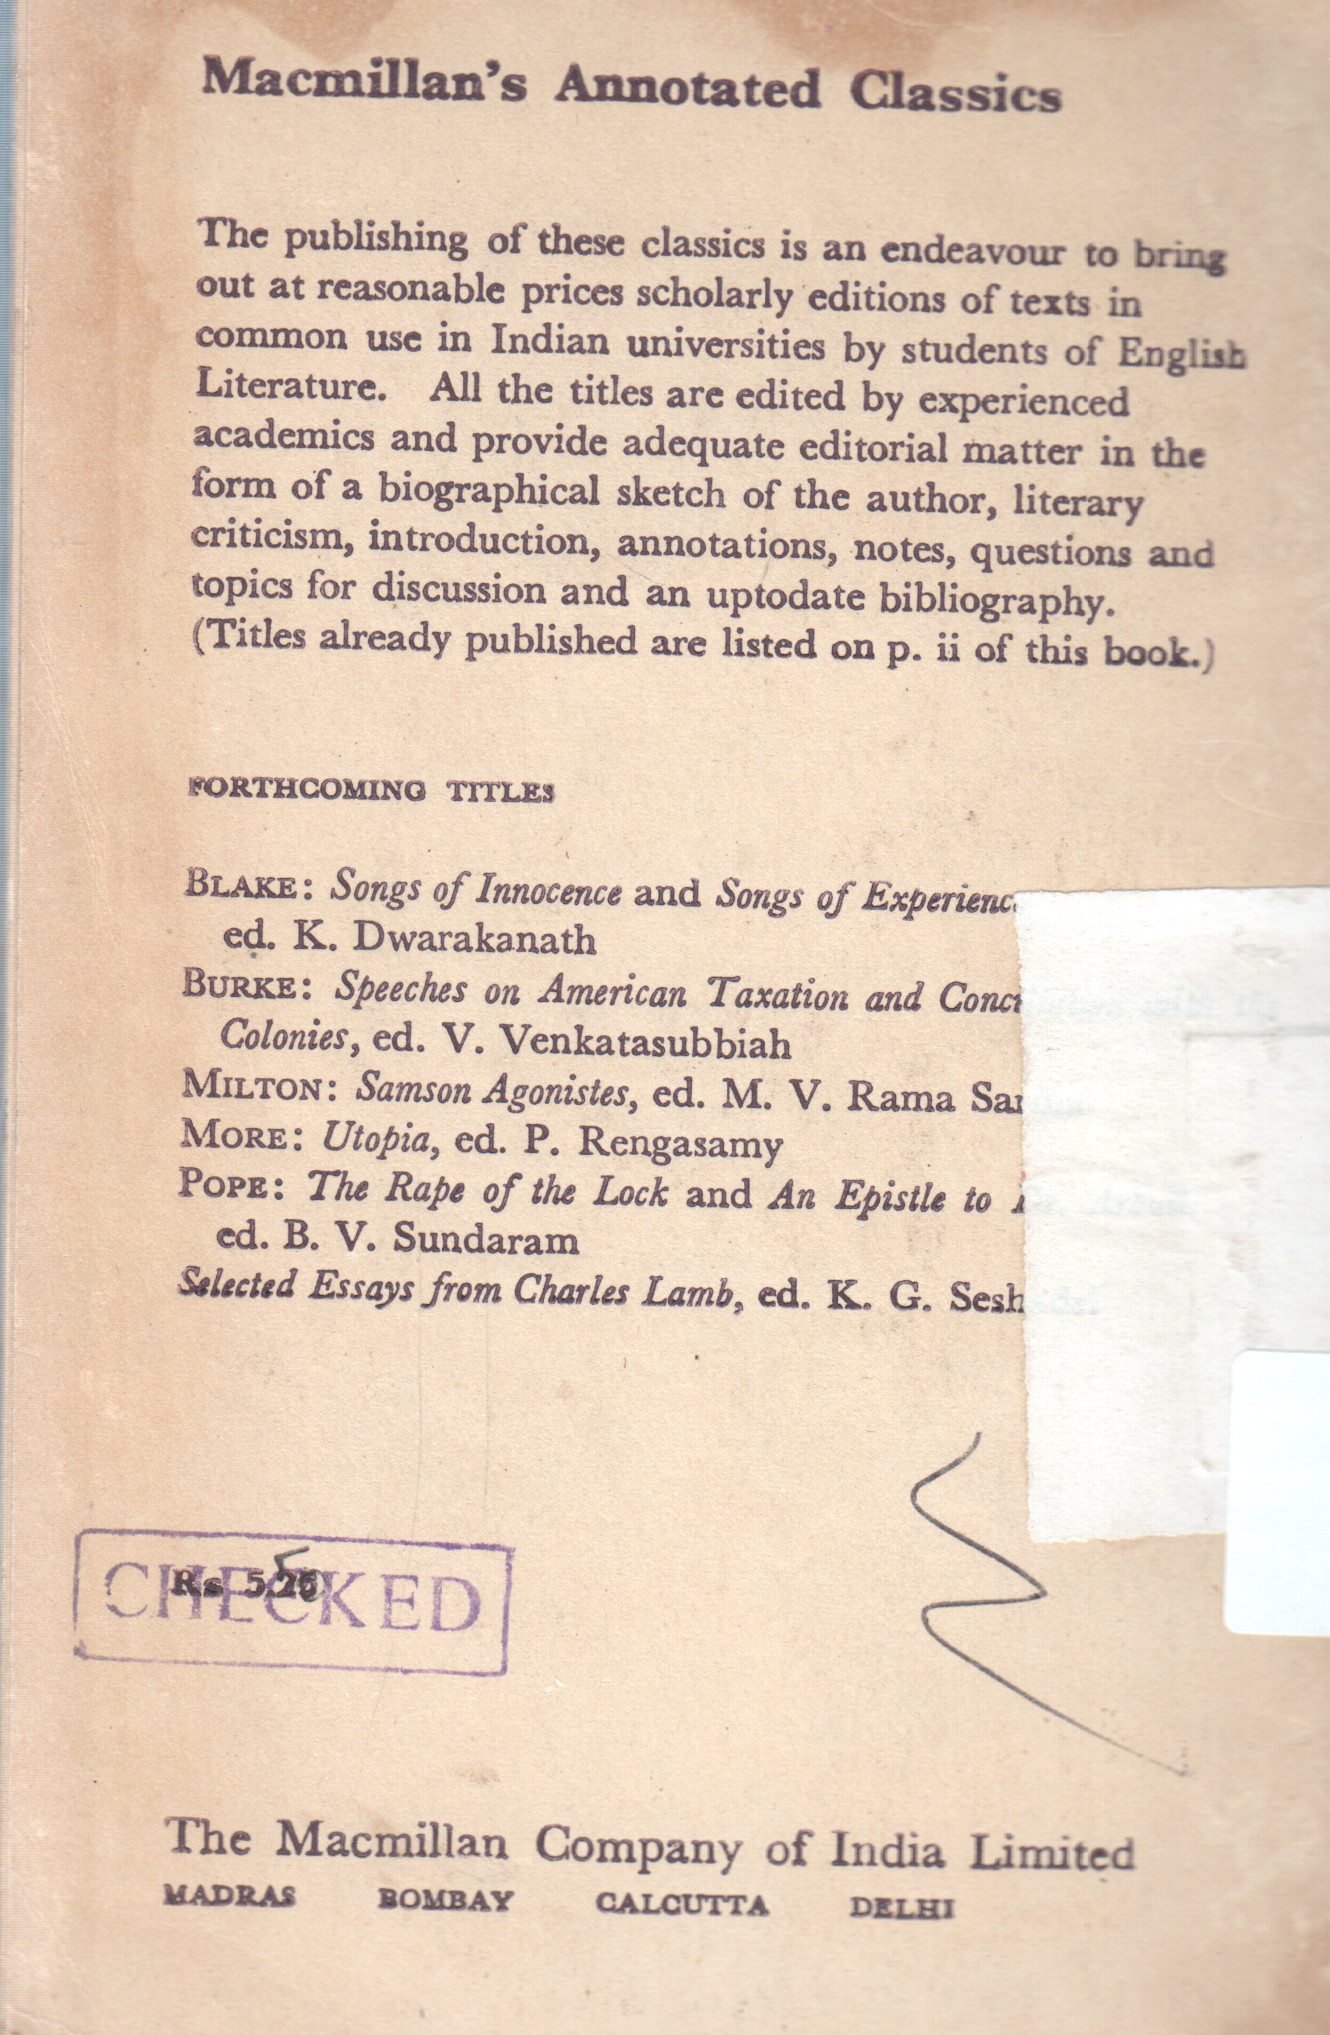 Macmillan's Annotated Classics
The publishing of these classics is an endeavour to bring
out at reasonable prices scholarly editions of texts in
common use in Indian universities by students of English
Literature. All the titles are edited by experienced
academics and provide adequate editorial matter in the
form of a biographical sketch of the author, literary
criticism, introduction, annotations, notes, questions and
topics for discussion and an uptodate bibliography.
(Titles already published are listed on p. ii of this book.)
FORTHCOMING TITLES
BLAKE: Songs of Innocence and Songs of Experience
ed. K. Dwarakanath
BURKE: Speeches on American Taxation and
Colonies, ed. V. Venkatasubbiah
MILTON: Samson Agonistes, ed. M. V. Rama
MORE: Utopia, ed. P. Rengasamy
POPE: The Rape of the Lock and An Epistle to
ed. B. V. Sundaram
Selected Essays from Charles Lamb, ed. K. G.
CHECKED
Rs
The Macmillan Company of India Limited
MADRAS BOMBAY CALCUTTA DELHI